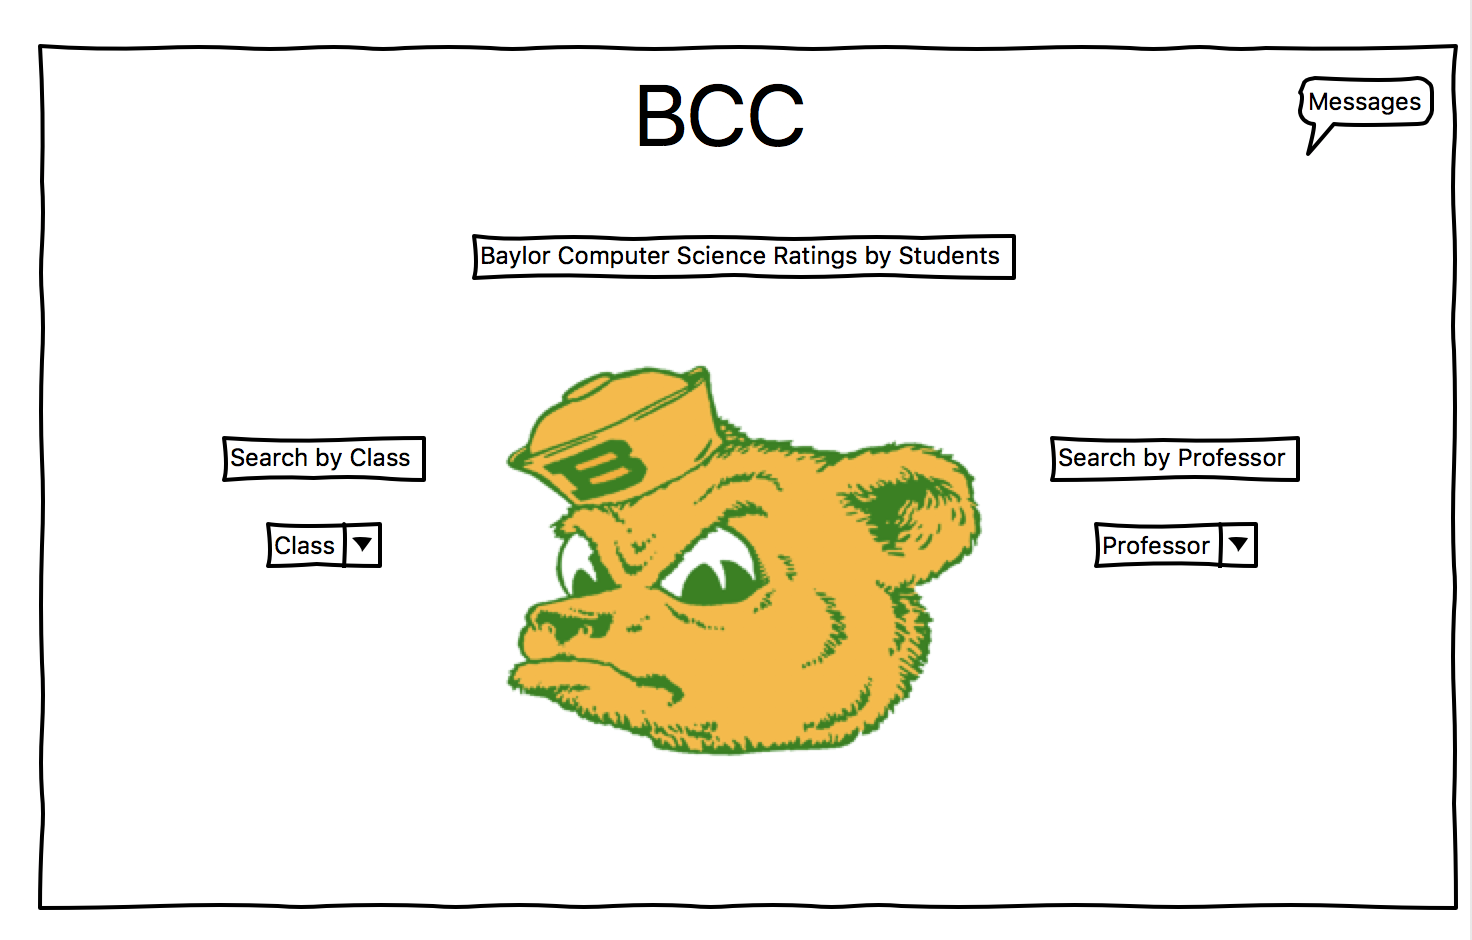 BCC
Messages
Baylor Computer Science Ratings by Students
B
Search by Class
Search by Professor
Class
Professor